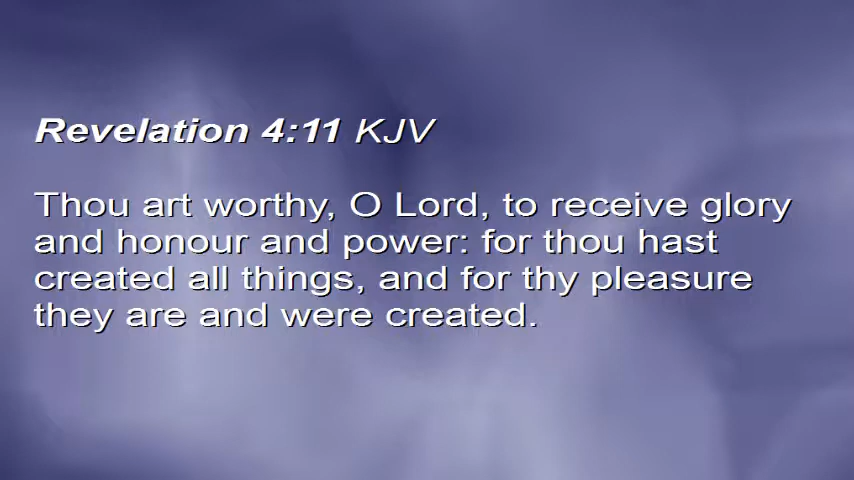 Revelation 4:11 KJV
Thou art worthy, O Lord, to receive glory
and honour and power: for thou hast
created all things, and for thy pleasure
they are and were created.